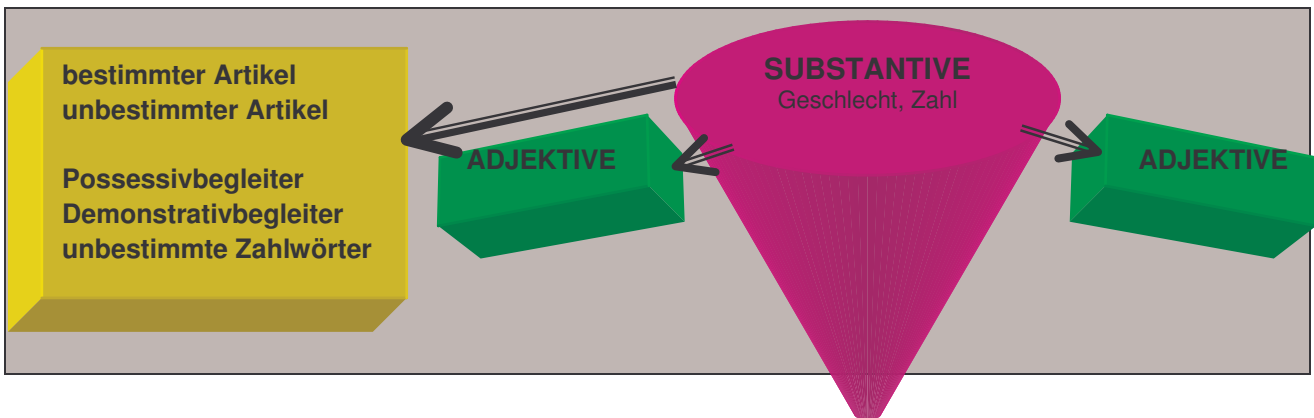 bestimmter Artikel
unbestimmter Artikel
Possessivbegleiter
Demonstrativbegleiter
unbestimmte Zahlwörter
ADJEKTIVE
SUBSTANTIVE
Geschlecht, Zahl
ADJEKTIVE